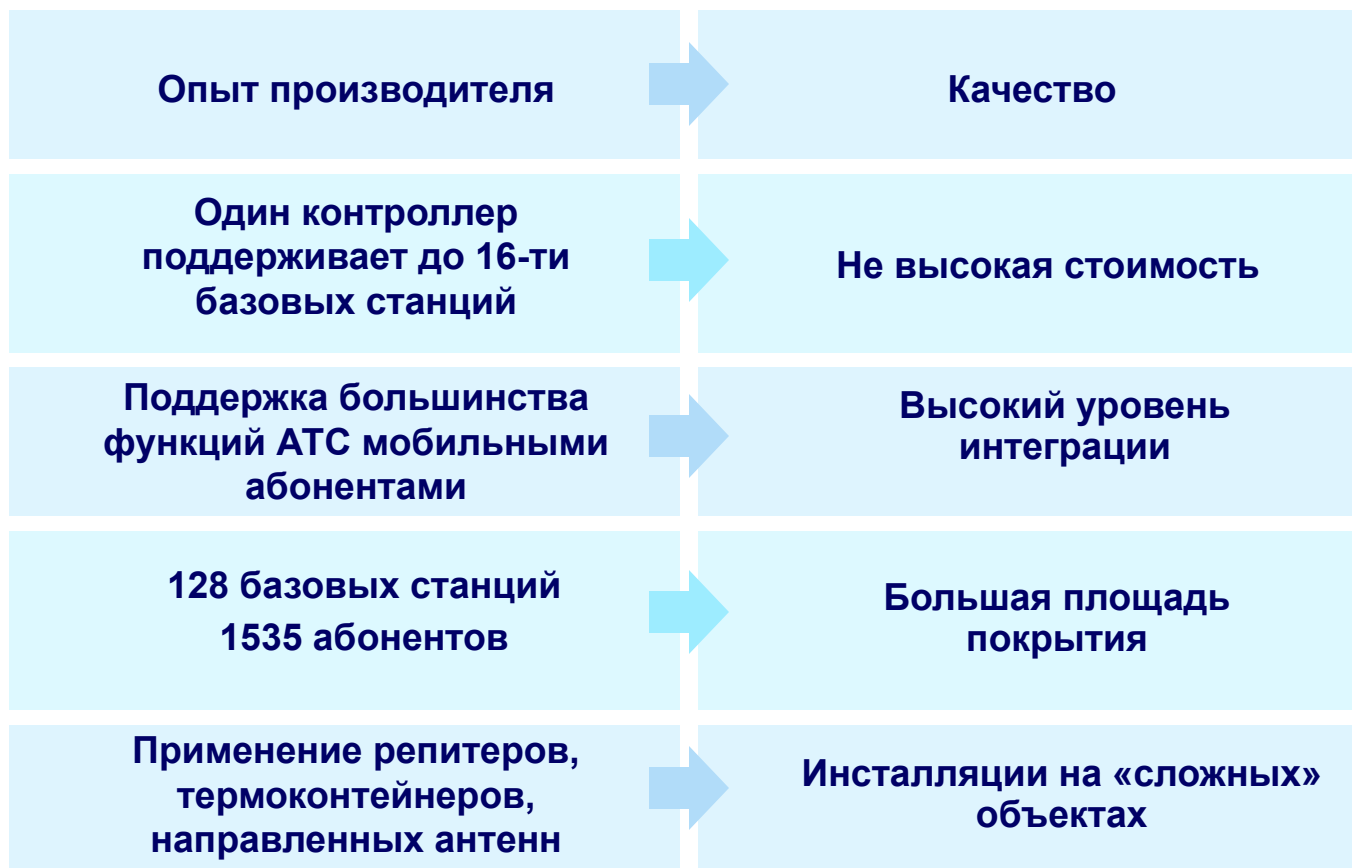 Опыт производителя
Качество
Один контроллер
поддерживает до 16-ти
базовых станций
Не высокая стоимость
Поддержка большинства
функций АТС мобильными
абонентами
Высокий уровень
интеграции
128 базовых станций
1535 абонентов
Большая площадь
покрытия
Применение репитеров,
термоконтейнеров,
направленных антенн
Инсталляции на «сложных»
объектах